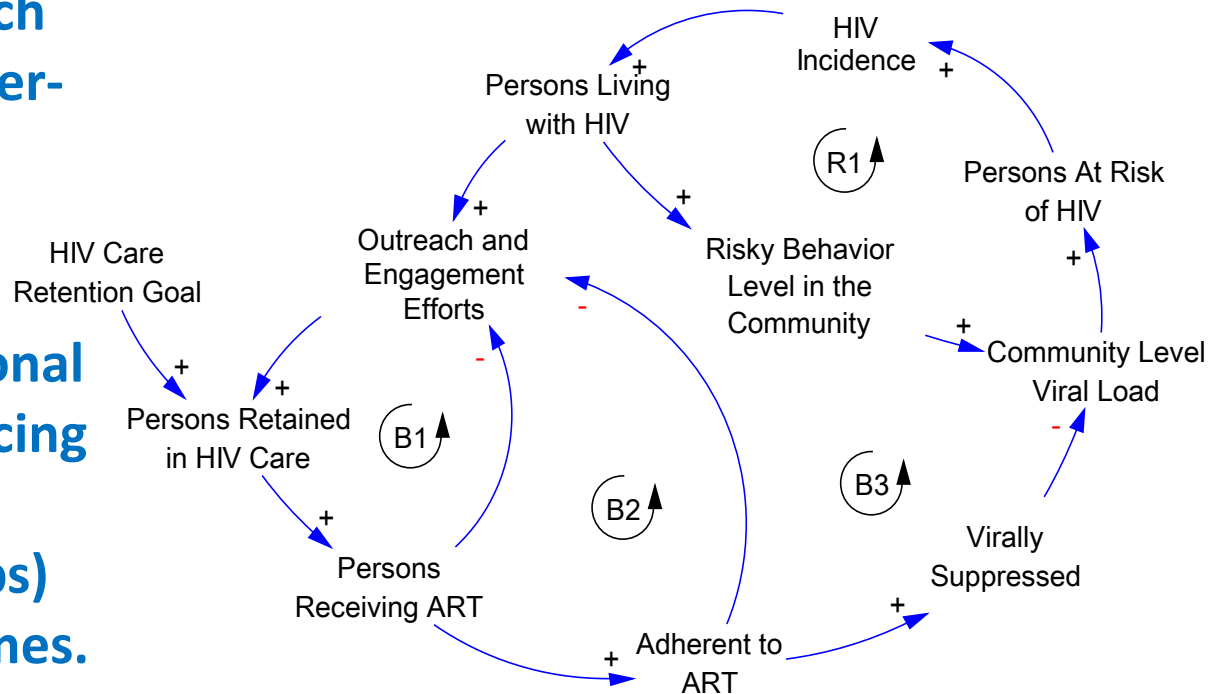 ch
er-
onal
cing
os)
nes.
HIV
Incidence
+
+
Persons Living
with HIV
R1
Persons At Risk
of HIV
+
+
+
Outreach and
Engagement
Efforts
Risky Behavior
Level in the
Community
HIV Care
Retention Goal
-
-
+
+
+
Community Level
Viral Load
Persons Retained
in HIV Care
B1
-
B2
B3
+
Virally
Suppressed
Persons
Receiving ART
+
+
Adherent to
ART